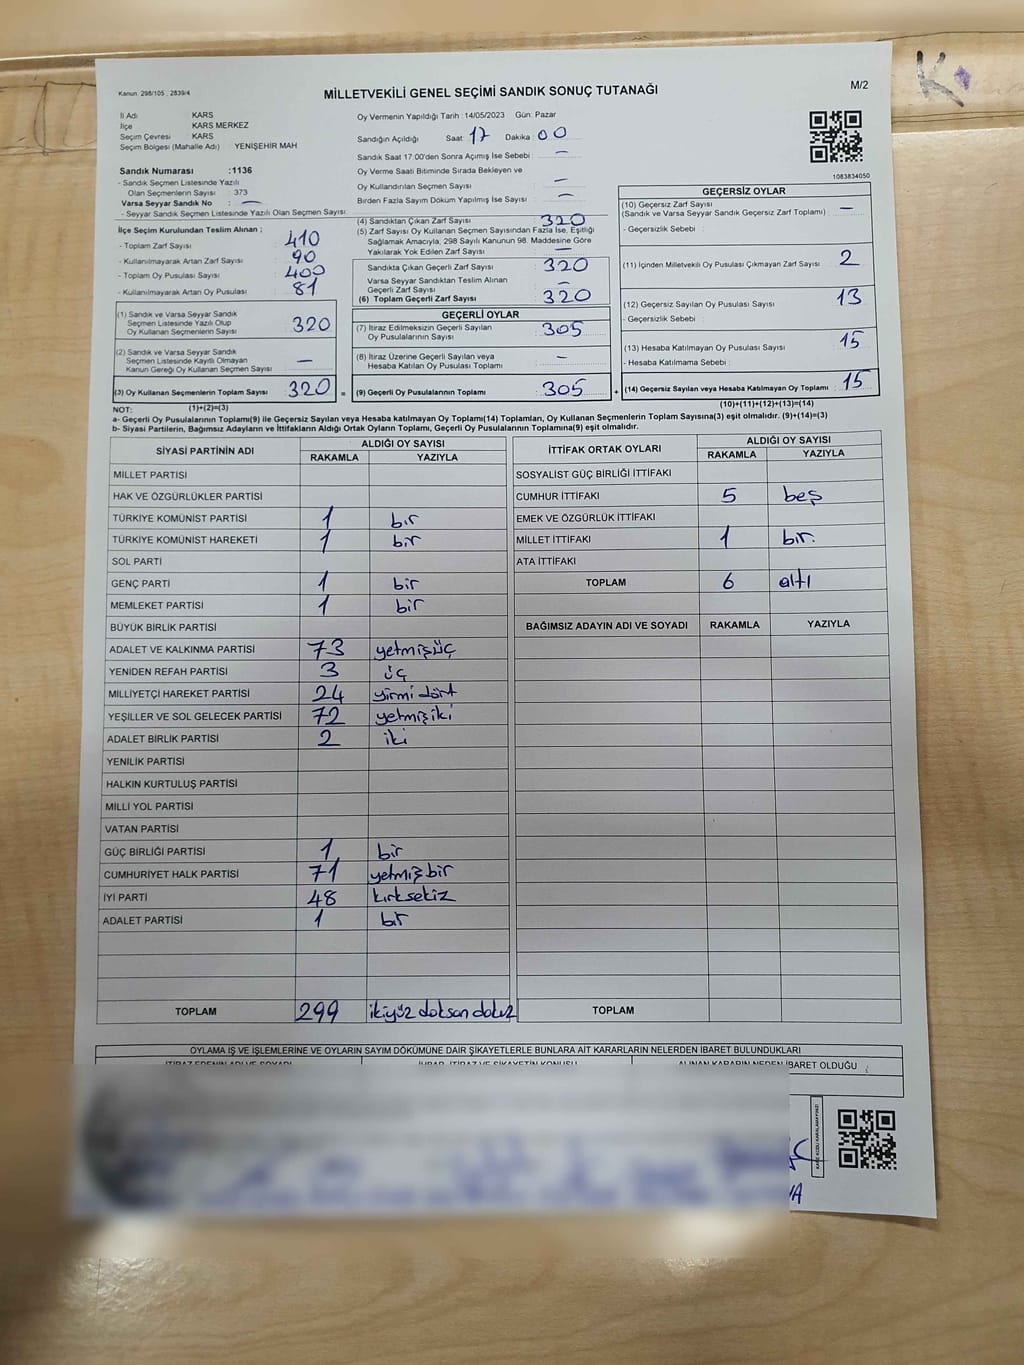 K
Kanun: 298/105 ; 2839/4
MİLLETVEKİLİ GENEL SEÇİMİ SANDIK SONUÇ TUTANAĞI
M/2
İl Adı KARS
İlçe KARS MERKEZ
Seçim Çevresi KARS
Seçim Bölgesi (Mahalle Adı) : YENİŞEHİR MAH
Sandık Numarası :1136
- Sandık Seçmen Listesinde Yazılı
Olan Seçmenlerin Sayısı : 373
Varsa Seyyar Sandık No : —
- Seyyar Sandık Seçmen Listesinde Yazılı Olan Seçmen Sayısı:
İlçe Seçim Kurulundan Teslim Alınan ;
- Toplam Zarf Sayısı : 410
- Kullanılmayarak Artan Zarf Sayısı : 90
- Toplam Oy Pusulası Sayısı : 400
- Kullanılmayarak Artan Oy Pusulası : 81
Oy Vermenin Yapıldığı Tarih : 14/05/2023 Gün: Pazar
Sandığın Açıldığı Saat 17 Dakika 00
Sandık Saat 17:00'den Sonra Açımış İse Sebebi : —
Oy Verme Saati Bitiminde Sırada Bekleyen ve
Oy Kullandırılan Seçmen Sayısı : —
Birden Fazla Sayım Döküm Yapılmış İse Sayısı : —
(4) Sandıktan Çıkan Zarf Sayısı : 320
(5) Zarf Sayısı Oy Kullanan Seçmen Sayısından Fazla İse, Eşitliği
Sağlamak Amacıyla, 298 Sayılı Kanunun 98. Maddesine Göre
Yakılarak Yok Edilen Zarf Sayısı : —
Sandıkta Çıkan Geçerli Zarf Sayısı : 320
Varsa Seyyar Sandıktan Teslim Alınan
Geçerli Zarf Sayısı : —
(6) Toplam Geçerli Zarf Sayısı : 320
1083834050
GEÇERSİZ OYLAR
(10) Geçersiz Zarf Sayısı
(Sandık ve Varsa Seyyar Sandık Geçersiz Zarf Toplamı) : —
- Geçersizlik Sebebi :
(11) İçinden Milletvekili Oy Pusulası Çıkmayan Zarf Sayısı : 2
(12) Geçersiz Sayılan Oy Pusulası Sayısı : 13
- Geçersizlik Sebebi :
(13) Hesaba Katılmayan Oy Pusulası Sayısı : 15
- Hesaba Katılmama Sebebi :
(1) Sandık ve Varsa Seyyar Sandık
Seçmen Listesinde Yazılı Olup
Oy Kullanan Seçmenlerin Sayısı : 320
(2) Sandık ve Varsa Seyyar Sandık
Seçmen Listesinde Kayıtlı Olmayan
Kanun Gereği Oy Kullanan Seçmen Sayısı : —
GEÇERLİ OYLAR
(7) İtiraz Edilmeksizin Geçerli Sayılan
Oy Pusulalarının Sayısı : 305
(8) İtiraz Üzerine Geçerli Sayılan veya
Hesaba Katılan Oy Pusulası Toplamı : —
(3) Oy Kullanan Seçmenlerin Toplam Sayısı : 320 = (9) Geçerli Oy Pusulalarının Toplamı : 305 + (14) Geçersiz Sayılan veya Hesaba Katılmayan Oy Toplamı : 15
NOT: (1)+(2)=(3) (10)+(11)+(12)+(13)=(14)
a- Geçerli Oy Pusulalarının Toplamı(9) ile Geçersiz Sayılan veya Hesaba katılmayan Oy Toplamı(14) Toplamları, Oy Kullanan Seçmenlerin Toplam Sayısına(3) eşit olmalıdır. (9)+(14)=(3)
b- Siyasi Partilerin, Bağımsız Adayların ve İttifakların Aldığı Ortak Oyların Toplamı, Geçerli Oy Pusulalarının Toplamına(9) eşit olmalıdır.
SİYASİ PARTİNİN ADI ALDIĞI OY SAYISI
RAKAMLA YAZIYLA
MİLLET PARTİSİ
HAK VE ÖZGÜRLÜKLER PARTİSİ
TÜRKİYE KOMÜNİST PARTİSİ 1 bir
TÜRKİYE KOMÜNİST HAREKETİ 1 bir
SOL PARTİ
GENÇ PARTİ 1 bir
MEMLEKET PARTİSİ 1 bir
BÜYÜK BİRLİK PARTİSİ
ADALET VE KALKINMA PARTİSİ 73 yetmişüç
YENİDEN REFAH PARTİSİ 3 üç
MİLLİYETÇİ HAREKET PARTİSİ 24 yirmi dört
YEŞİLLER VE SOL GELECEK PARTİSİ 72 yetmişiki
ADALET BİRLİK PARTİSİ 2 iki
YENİLİK PARTİSİ
HALKIN KURTULUŞ PARTİSİ
MİLLİ YOL PARTİSİ
VATAN PARTİSİ
GÜÇ BİRLİĞİ PARTİSİ 1 bir
CUMHURİYET HALK PARTİSİ 71 yetmişbir
İYİ PARTİ 48 kırksekiz
ADALET PARTİSİ 1 bir
TOPLAM 299 ikiyüz doksan dokuz
İTTİFAK ORTAK OYLARI ALDIĞI OY SAYISI
RAKAMLA YAZIYLA
SOSYALİST GÜÇ BİRLİĞİ İTTİFAKI
CUMHUR İTTİFAKI 5 beş
EMEK VE ÖZGÜRLÜK İTTİFAKI
MİLLET İTTİFAKI 1 bir.
ATA İTTİFAKI
TOPLAM 6 altı
BAĞIMSIZ ADAYIN ADI VE SOYADI RAKAMLA YAZIYLA
TOPLAM
OYLAMA İŞ VE İŞLEMLERİNE VE OYLARIN SAYIM DÖKÜMÜNE DAİR ŞİKAYETLERLE BUNLARA AİT KARARLARIN NELERDEN İBARET BULUNDUKLARI
İTİRAZ EDENİN ADI VE SOYADI İHBAR, İTİRAZ VE ŞİKAYETİN KONUSU ALINAN KARARIN NEDEN İBARET OLDUĞU